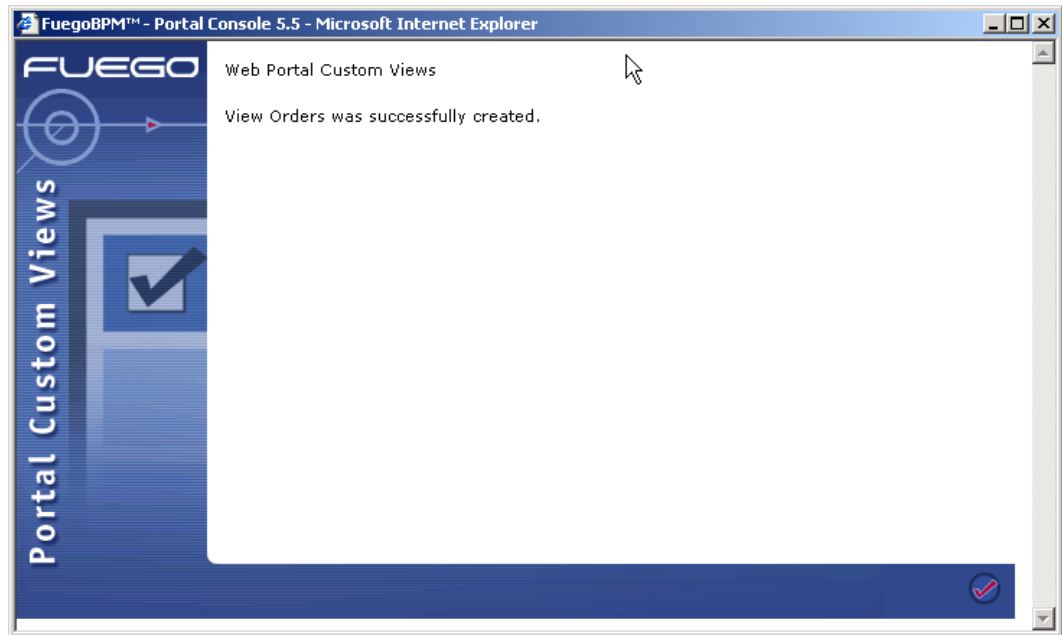 FuegoBPM™ - Portal Console 5.5 - Microsoft Internet Explorer
FUEGO
Web Portal Custom Views
View Orders was successfully created.
Portal Custom Views